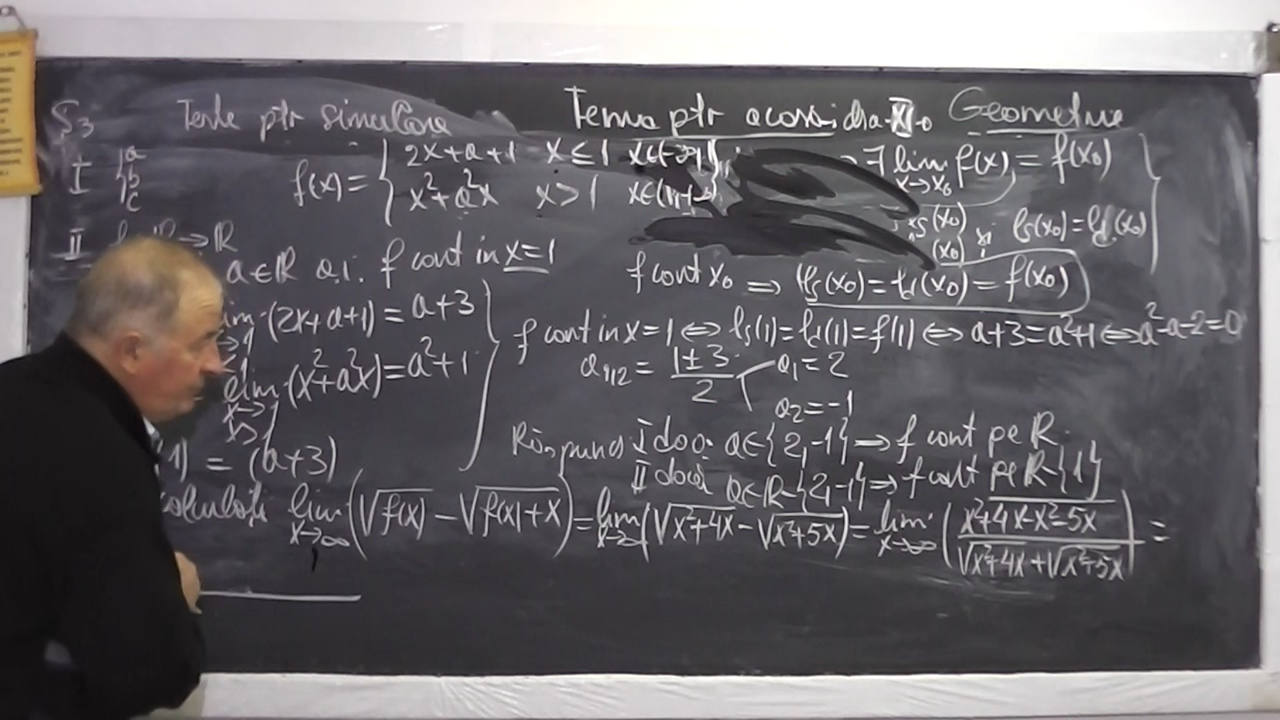 S3 Teste ptr simulare Tema ptr acasă dra XI-a Geometrie
I a b c f(x) = { 2x+a+1 x ≤ 1
x²+a²x x > 1
∃ lim x→x₀ f(x) = f(x₀)
ls(x₀) = ld(x₀)
II f: ℝ→ℝ
a∈ℝ a.î. f cont in x=1
f cont x₀ ⟹ ls(x₀) = ld(x₀) = f(x₀)
(2x+a+1) = a+3
f cont in x=1 ⟺ ls(1) = ld(1) = f(1) ⟺ a+3 = a²+1 ⟺ a²-a-2=0
lim x→1 x>1 (x²+a²x) = a²+1
a₁,₂ = (1±3)/2 a₁ = 2
a₂ = -1
1) = (a+3)
Răspuns I dacă a∈{2,-1} ⟹ f cont pe R
II dacă a∈R-{2,-1} ⟹ f cont pe R-{1}
lim x→∞ (√f(x) - √f(x)+x) = lim x→∞ (√x²+4x - √x²+5x) = lim x→∞ ( (x²+4x-x²-5x)/(√x²+4x + √x²+5x) ) =